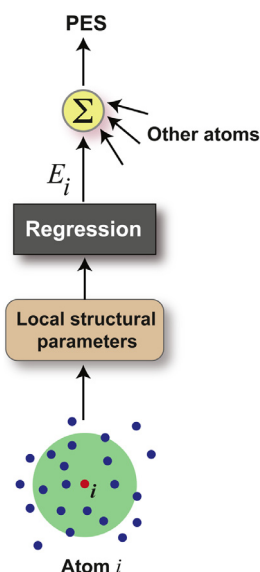 PES
Σ
Other atoms
E_i
Regression
Local structural
parameters
i
Atom i